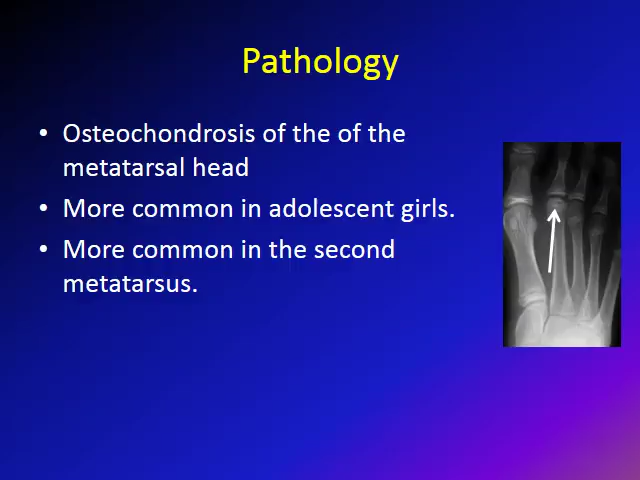 Pathology
• Osteochondrosis of the of the
metatarsal head
• More common in adolescent girls.
• More common in the second
metatarsus.